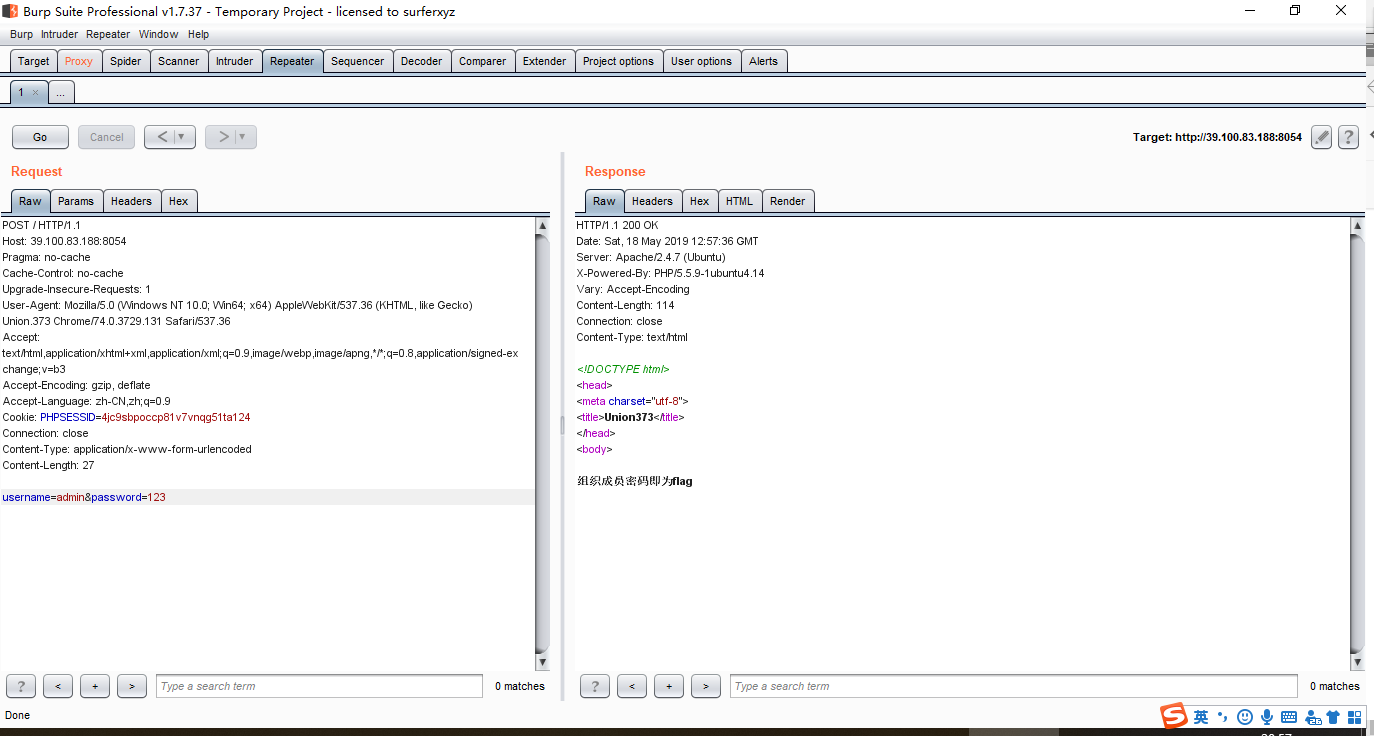 Burp Suite Professional v1.7.37 - Temporary Project - licensed to surferxyz
Burp Intruder Repeater Window Help
Target Proxy Spider Scanner Intruder Repeater Sequencer Decoder Comparer Extender Project options User options Alerts
1 × ...
Go Cancel < ▼ > ▼ Target: http://39.100.83.188:8054 ?
Request
Raw Params Headers Hex
POST / HTTP/1.1
Host: 39.100.83.188:8054
Pragma: no-cache
Cache-Control: no-cache
Upgrade-Insecure-Requests: 1
User-Agent: Mozilla/5.0 (Windows NT 10.0; Win64; x64) AppleWebKit/537.36 (KHTML, like Gecko)
Union.373 Chrome/74.0.3729.131 Safari/537.36
Accept:
text/html,application/xhtml+xml,application/xml;q=0.9,image/webp,image/apng,*/*;q=0.8,application/signed-ex
change;v=b3
Accept-Encoding: gzip, deflate
Accept-Language: zh-CN,zh;q=0.9
Cookie: PHPSESSID=4jc9sbpoccp81v7vnqg51ta124
Connection: close
Content-Type: application/x-www-form-urlencoded
Content-Length: 27
username=admin&password=123
? < + > Type a search term 0 matches
Response
Raw Headers Hex HTML Render
HTTP/1.1 200 OK
Date: Sat, 18 May 2019 12:57:36 GMT
Server: Apache/2.4.7 (Ubuntu)
X-Powered-By: PHP/5.5.9-1ubuntu4.14
Vary: Accept-Encoding
Content-Length: 114
Connection: close
Content-Type: text/html
<!DOCTYPE html>
<head>
<meta charset="utf-8">
<title>Union373</title>
</head>
<body>
组织成员密码即为flag
? < + > Type a search term 0 matches
Done
S 英